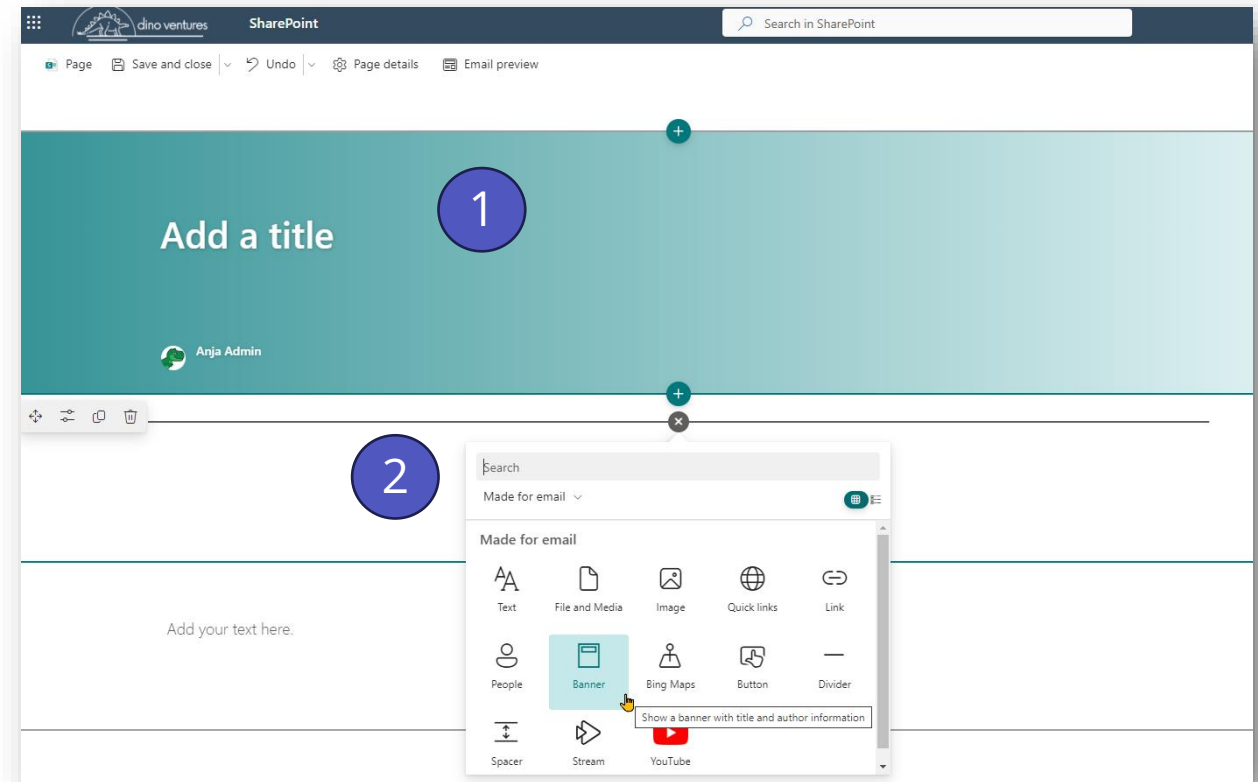 dino ventures SharePoint Search in SharePoint
Page Save and close Undo Page details Email preview
1
Add a title
Anja Admin
2
Search
Made for email
Made for email
Text File and Media Image Quick links Link
Add your text here.
People Banner Bing Maps Button Divider
Show a banner with title and author information
Spacer Stream YouTube